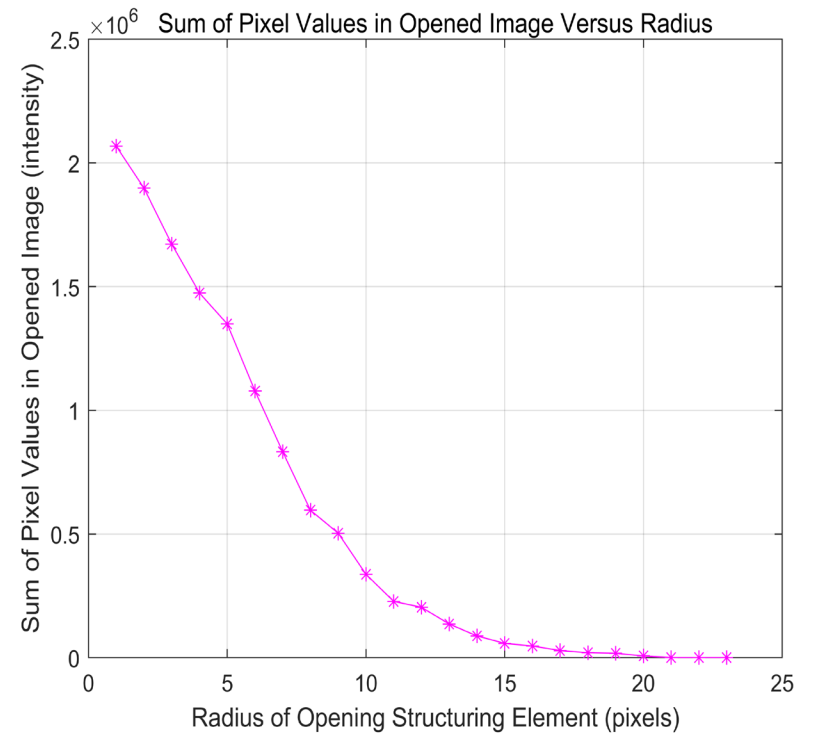 ×10⁶
Sum of Pixel Values in Opened Image Versus Radius
Sum of Pixel Values in Opened Image (intensity)
2.5
2
1.5
1
0.5
0
0 5 10 15 20 25
Radius of Opening Structuring Element (pixels)